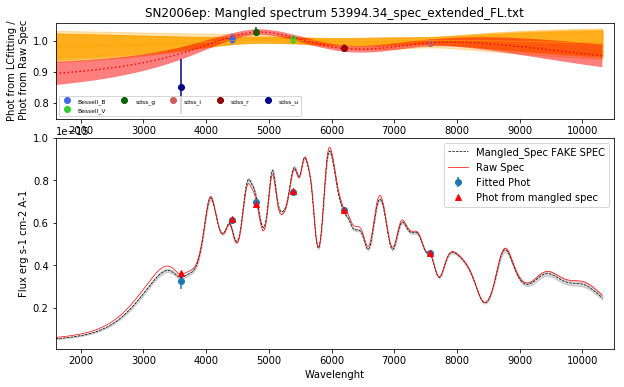 SN2006ep: Mangled spectrum 53994.34_spec_extended_FL.txt
Phot from LCfitting /
Phot from Raw Spec
1.0
0.9
0.8
Bessell_B
sdss_g
sdss_i
sdss_r
sdss_u
Bessell_V
2000 3000 4000 5000 6000 7000 8000 9000 10000
1e−15
Flux erg s-1 cm-2 A-1
1.0
0.8
0.6
0.4
0.2
Mangled_Spec FAKE SPEC
Raw Spec
Fitted Phot
Phot from mangled spec
2000 3000 4000 5000 6000 7000 8000 9000 10000
Wavelenght